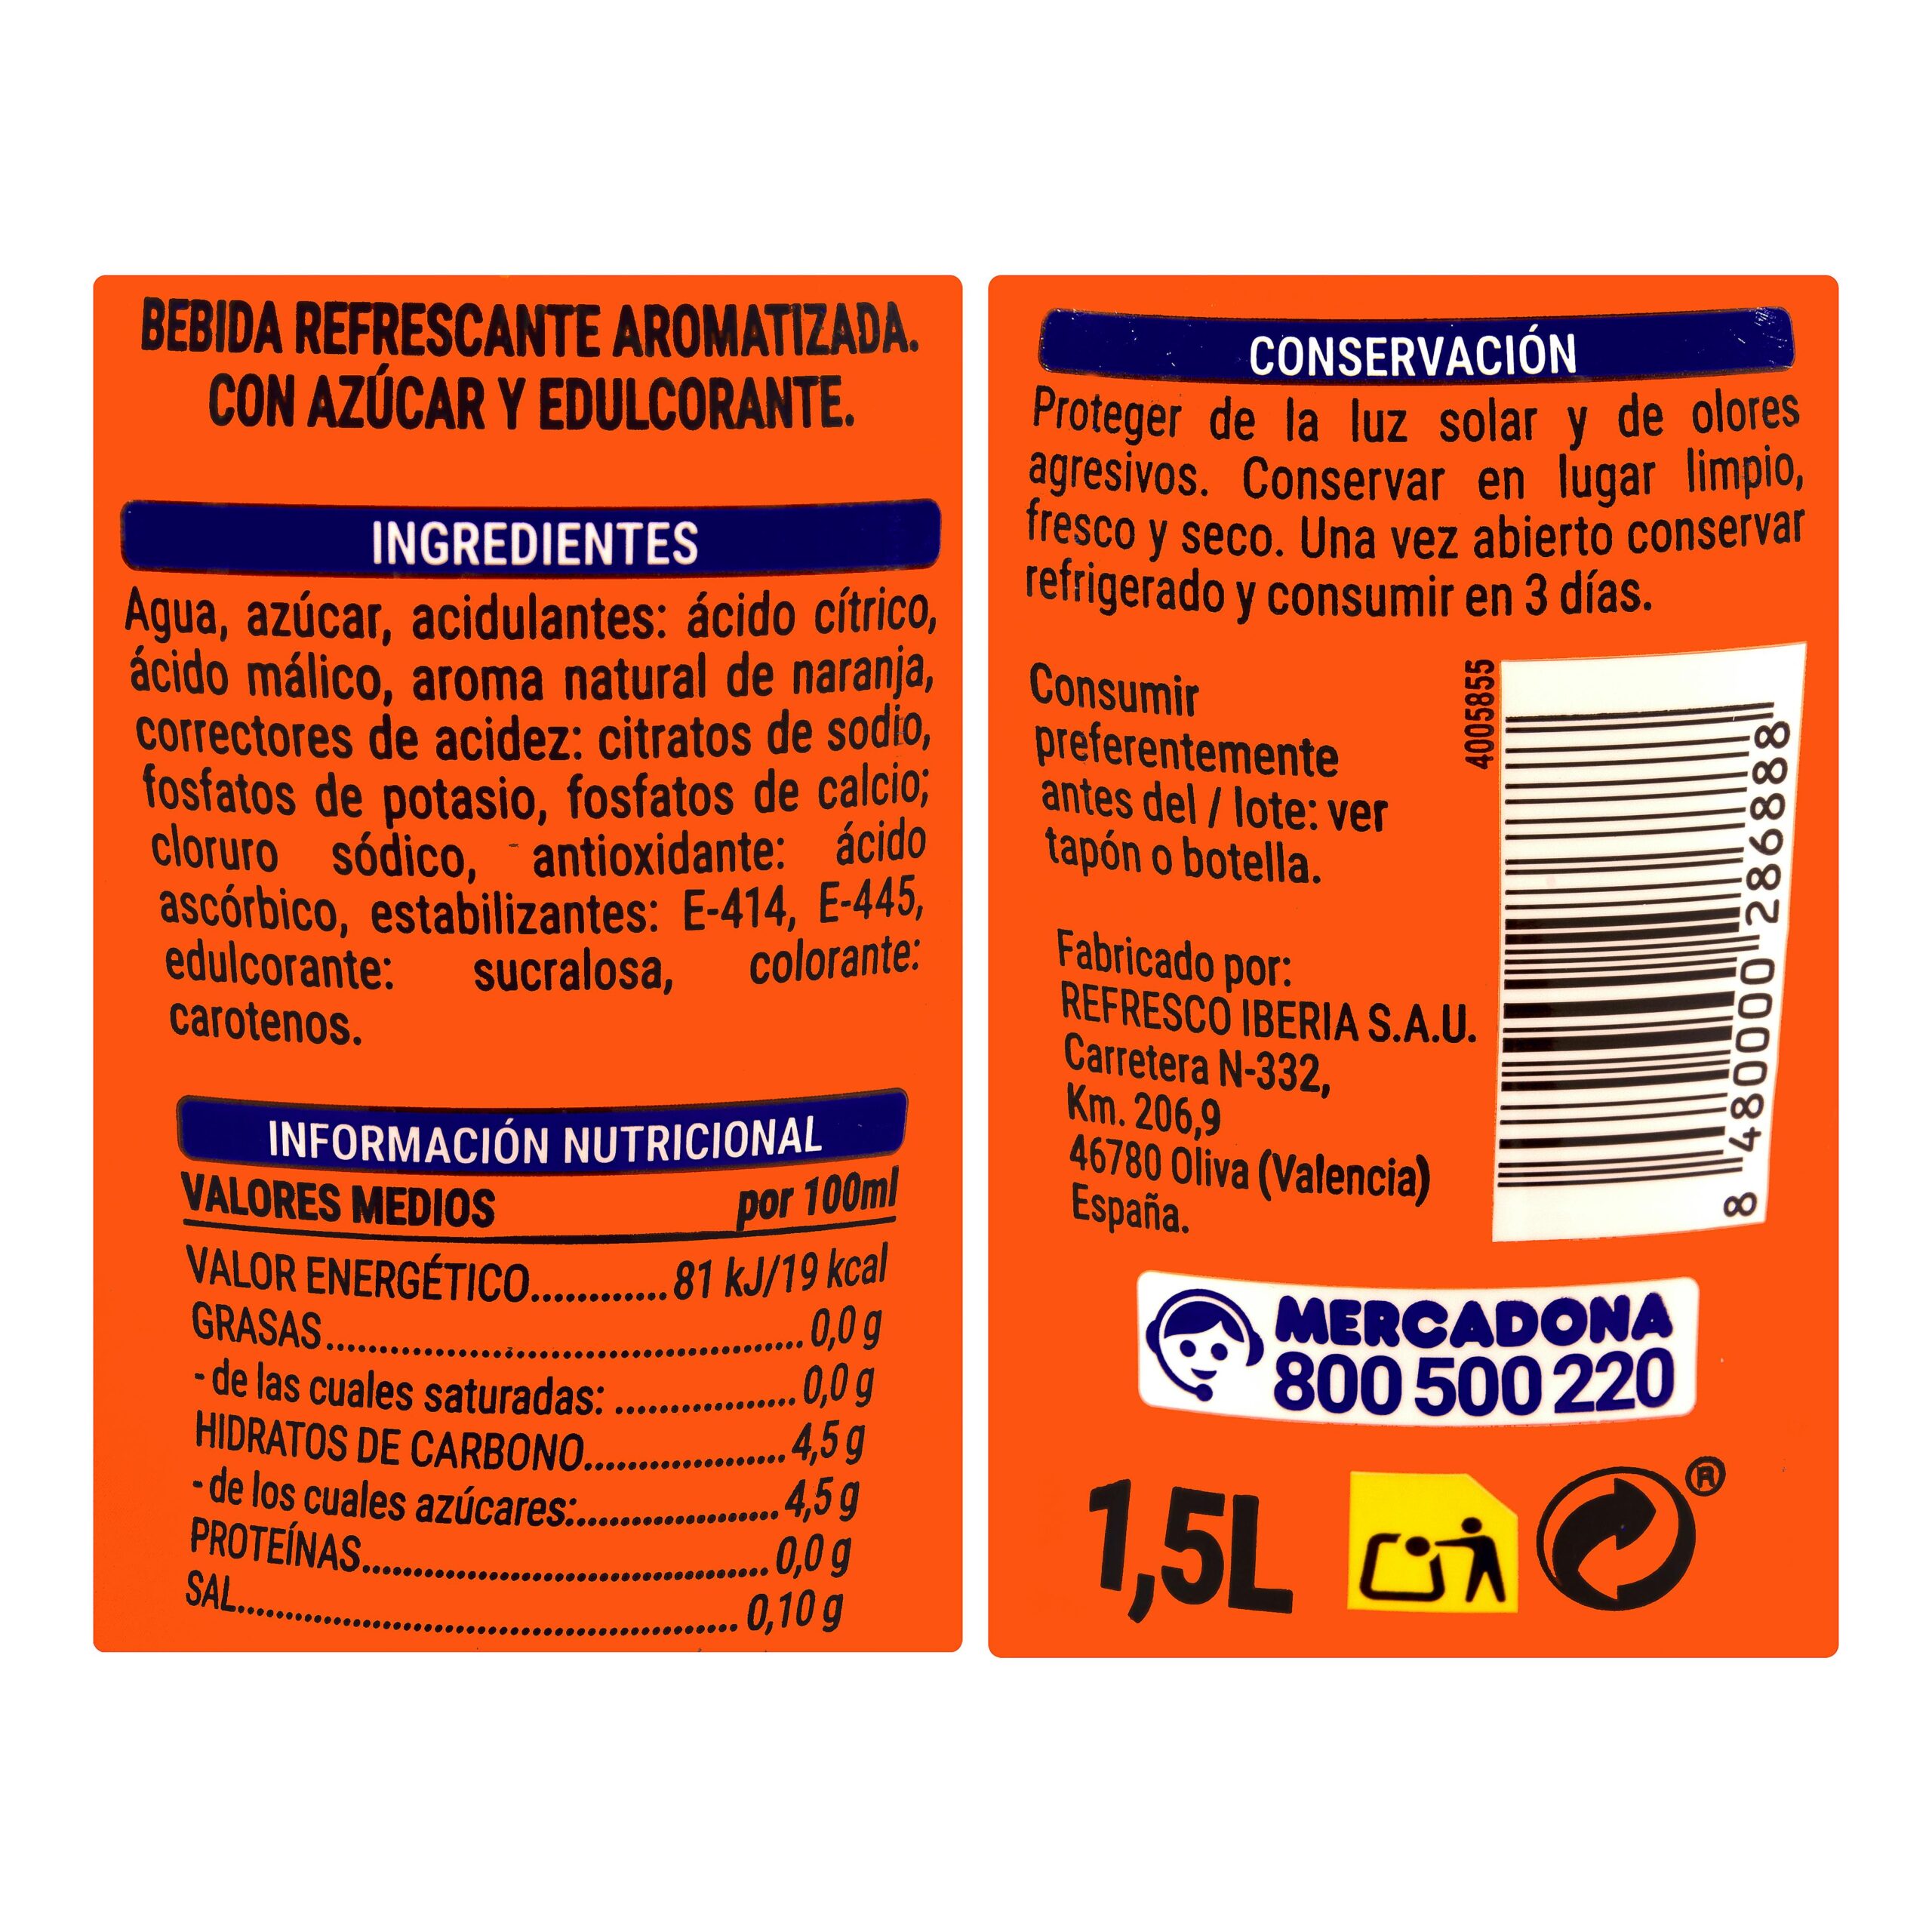 BEBIDA REFRESCANTE AROMATIZADA.
CON AZÚCAR Y EDULCORANTE.
INGREDIENTES
Agua, azúcar, acidulantes: ácido cítrico,
ácido málico, aroma natural de naranja,
correctores de acidez: citratos de sodio,
fosfatos de potasio, fosfatos de calcio;
cloruro sódico, antioxidante: ácido
ascórbico, estabilizantes: E-414, E-445,
edulcorante: sucralosa, colorante:
carotenos.
INFORMACIÓN NUTRICIONAL
VALORES MEDIOS por 100ml
VALOR ENERGÉTICO............81 kJ/19 kcal
GRASAS............0,0 g
- de las cuales saturadas: ............0,0 g
HIDRATOS DE CARBONO............4,5 g
- de los cuales azúcares:............4,5 g
PROTEÍNAS............0,0 g
SAL............0,10 g
CONSERVACIÓN
Proteger de la luz solar y de olores
agresivos. Conservar en lugar limpio,
fresco y seco. Una vez abierto conservar
refrigerado y consumir en 3 días.
Consumir
preferentemente
antes del / lote: ver
tapón o botella.
Fabricado por:
REFRESCO IBERIA S.A.U.
Carretera N-332,
Km. 206,9
46780 Oliva (Valencia)
España.
4005855
8 480000 286888
MERCADONA
800 500 220
1,5L
®